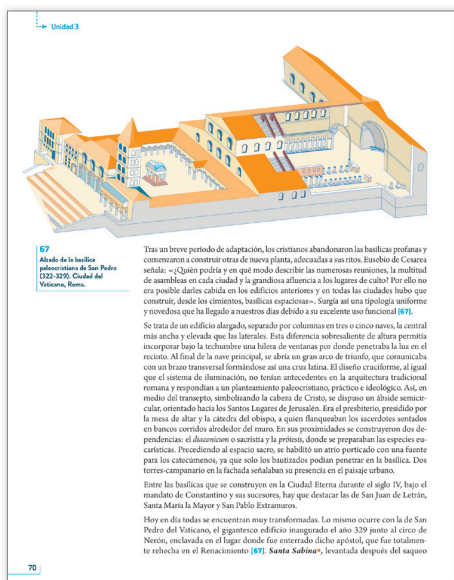 Unidad 3
67
Alzado de la basílica
paleocristiana de San Pedro
(322-329). Ciudad del
Vaticano, Roma.
Tras un breve periodo de adaptación, los cristianos abandonaron las basílicas profanas y
comenzaron a construir otras de nueva planta, adecuadas a sus ritos. Eusebio de Cesarea
señala: «¿Quién podría y en qué modo describir las numerosas reuniones, la multitud
de asambleas en cada ciudad y la grandiosa afluencia a los lugares de culto? Por ello no
era posible darles cabida en los edificios anteriores y en todas las ciudades hubo que
construir, desde los cimientos, basílicas espaciosas». Surgía así una tipología uniforme
y novedosa que ha llegado a nuestros días debido a su excelente uso funcional [67].
Se trata de un edificio alargado, separado por columnas en tres o cinco naves, la central
más ancha y elevada que las laterales. Esta diferencia sobresaliente de altura permitía
incorporar bajo la techumbre una hilera de ventanas por donde penetraba la luz en el
recinto. Al final de la nave principal, se abría un gran arco de triunfo, que comunicaba
con un brazo transversal formándose así una cruz latina. El diseño cruciforme, al igual
que el sistema de iluminación, no tenían antecedentes en la arquitectura tradicional
romana y respondían a un planteamiento paleocristiano, práctico e ideológico. Así, en
medio del transepto, simbolizando la cabeza de Cristo, se dispuso un ábside semicir-
cular, orientado hacia los Santos Lugares de Jerusalén. Era el presbiterio, presidido por
la mesa de altar y la cátedra del obispo, a quien flanqueaban los sacerdotes sentados
en bancos corridos alrededor del muro. En sus proximidades se construyeron dos de-
pendencias: el diaconicum o sacristía y la prótesis, donde se preparaban las especies eu-
carísticas. Precediendo al espacio sacro, se habilitó un atrio porticado con una fuente
para los catecúmenos, ya que solo los bautizados podían penetrar en la basílica. Dos
torres-campanario en la fachada señalaban su presencia en el paisaje urbano.
Entre las basílicas que se construyen en la Ciudad Eterna durante el siglo IV, bajo el
mandato de Constantino y sus sucesores, hay que destacar las de San Juan de Letrán,
Santa María la Mayor y San Pablo Extramuros.
Hoy en día todas se encuentran muy transformadas. Lo mismo ocurre con la de San
Pedro del Vaticano, el gigantesco edificio inaugurado el año 329 junto al circo de
Nerón, enclavada en el lugar donde fue enterrado dicho apóstol, que fue totalmen-
te rehecha en el Renacimiento [67]. Santa Sabina*, levantada después del saqueo
70